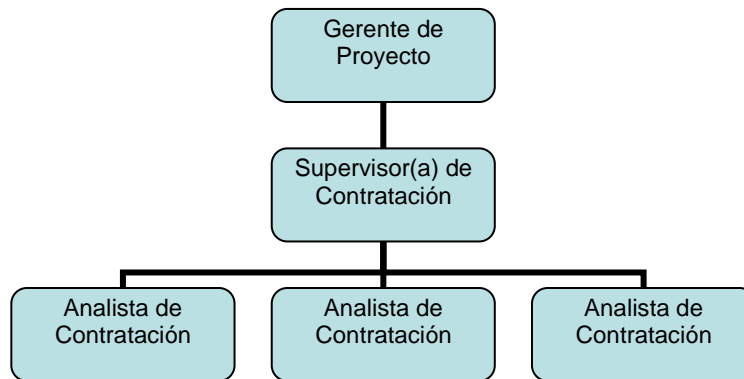 Gerente de
Proyecto
Supervisor(a) de
Contratación
Analista de
Contratación
Analista de
Contratación
Analista de
Contratación